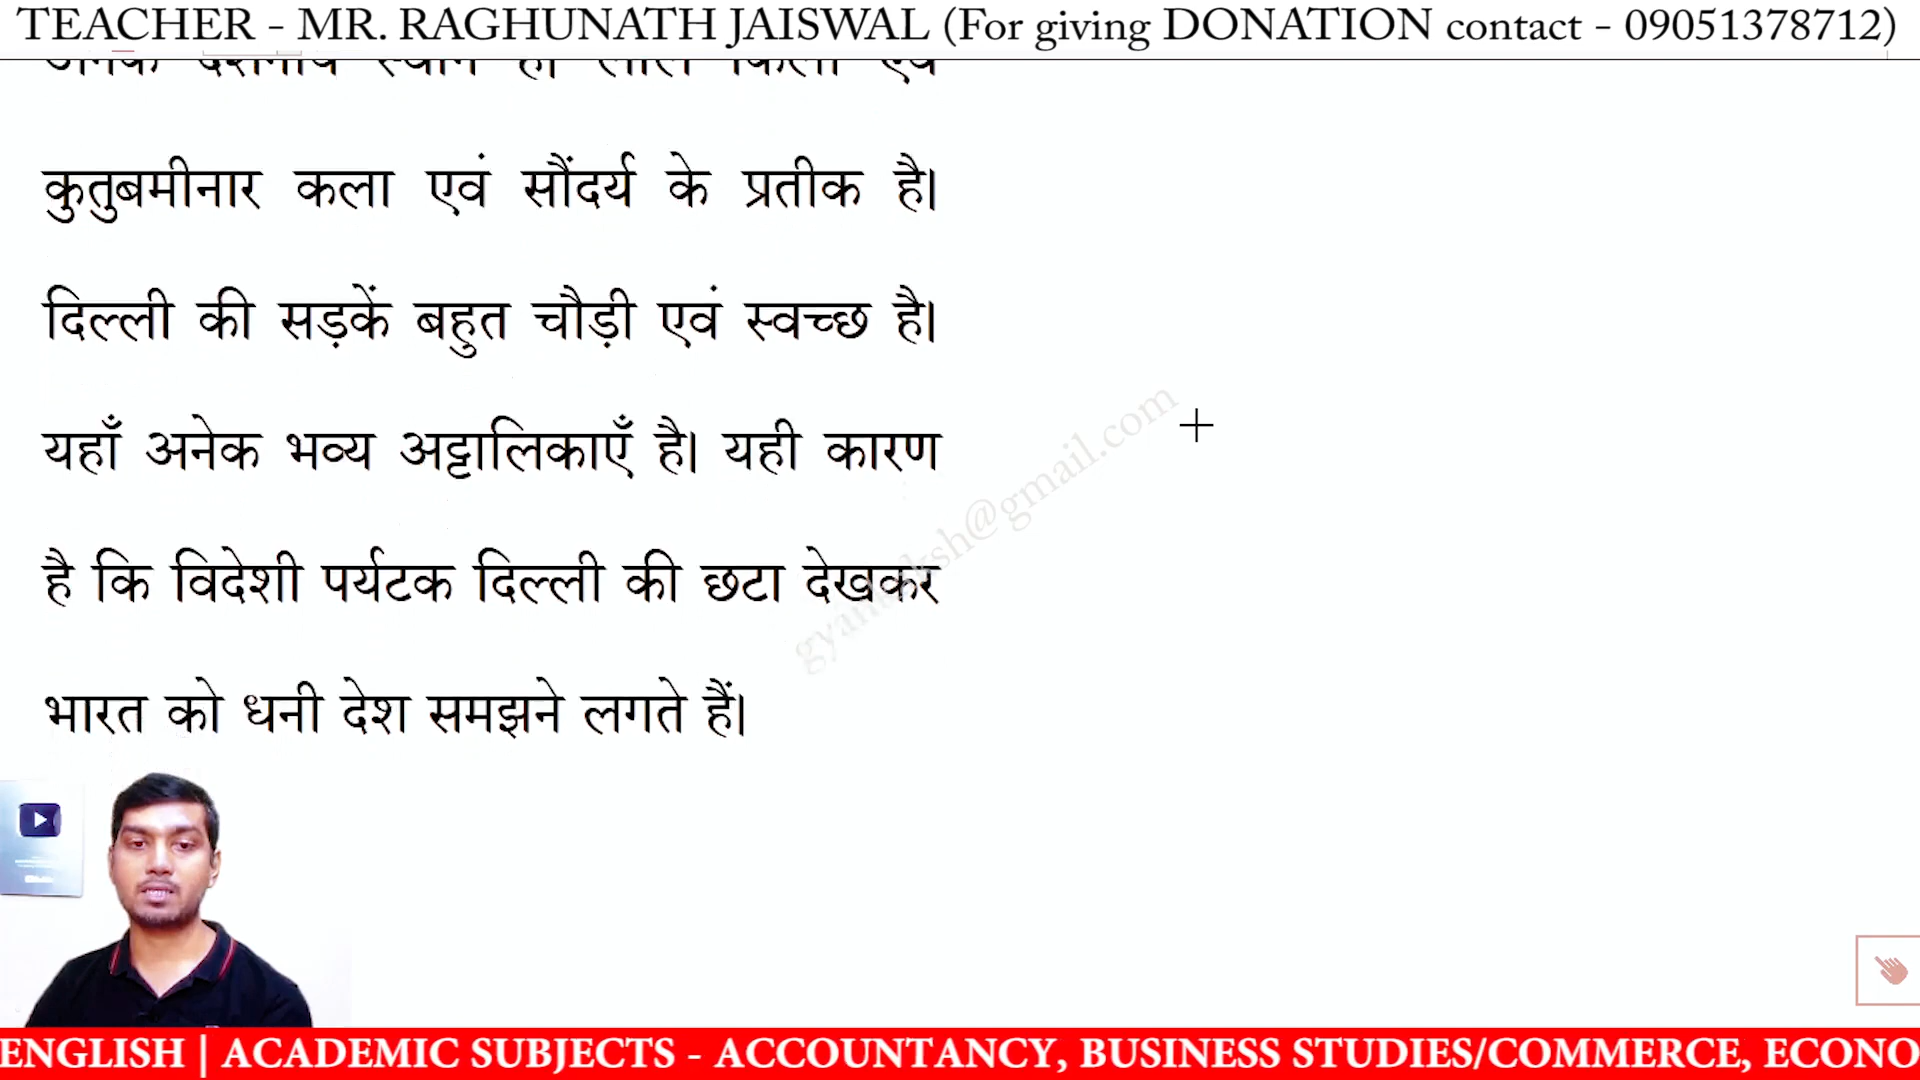 TEACHER - MR. RAGHUNATH JAISWAL (For giving DONATION contact - 09051378712)
कुतुबमीनार कला एवं सौंदर्य के प्रतीक है।
दिल्ली की सड़कें बहुत चौड़ी एवं स्वच्छ है।
यहाँ अनेक भव्य अट्टालिकाएँ है। यही कारण
है कि विदेशी पर्यटक दिल्ली की छटा देखकर
भारत को धनी देश समझने लगते हैं।
ENGLISH | ACADEMIC SUBJECTS - ACCOUNTANCY, BUSINESS STUDIES/COMMERCE, ECONO